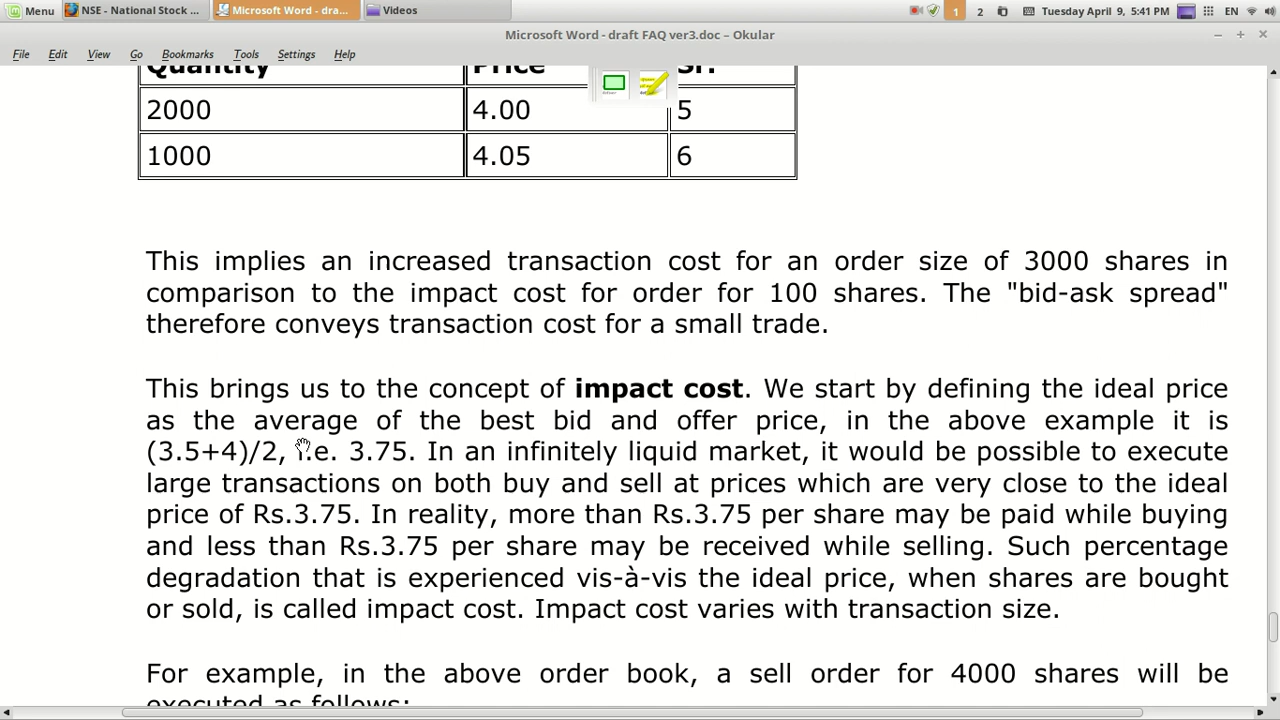 Menu NSE - National Stock ... Microsoft Word - dra... Videos 1 2 Tuesday April 9, 5:41 PM EN
Microsoft Word - draft FAQ ver3.doc – Okular
File Edit View Go Bookmarks Tools Settings Help
Quantity Price Sr.
2000 4.00 5
1000 4.05 6
This implies an increased transaction cost for an order size of 3000 shares in
comparison to the impact cost for order for 100 shares. The "bid-ask spread"
therefore conveys transaction cost for a small trade.
This brings us to the concept of impact cost. We start by defining the ideal price
as the average of the best bid and offer price, in the above example it is
(3.5+4)/2, i.e. 3.75. In an infinitely liquid market, it would be possible to execute
large transactions on both buy and sell at prices which are very close to the ideal
price of Rs.3.75. In reality, more than Rs.3.75 per share may be paid while buying
and less than Rs.3.75 per share may be received while selling. Such percentage
degradation that is experienced vis-à-vis the ideal price, when shares are bought
or sold, is called impact cost. Impact cost varies with transaction size.
For example, in the above order book, a sell order for 4000 shares will be
executed as follows: